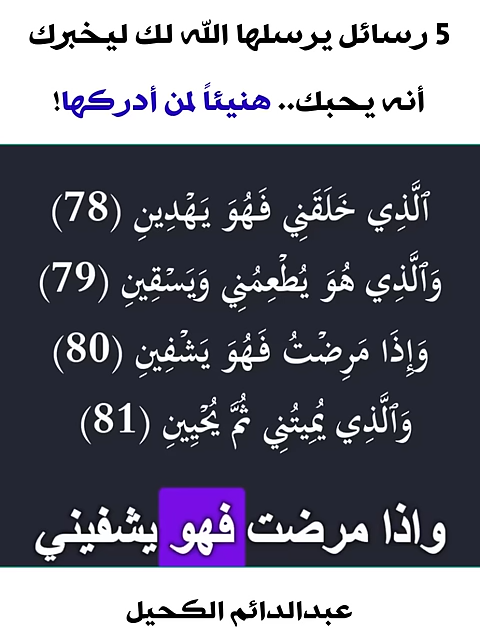 5 رسائل يرسلها الله لك ليخبرك
أنه يحبك.. هنيئاً لمن أدركها!
ٱلَّذِي خَلَقَنِي فَهُوَ يَهْدِينِ (78)
وَٱلَّذِي هُوَ يُطْعِمُنِي وَيَسْقِينِ (79)
وَإِذَا مَرِضْتُ فَهُوَ يَشْفِينِ (80)
وَٱلَّذِي يُمِيتُنِي ثُمَّ يُحْيِينِ (81)
واذا مرضت فهو يشفيني
عبدالدائم الكحيل